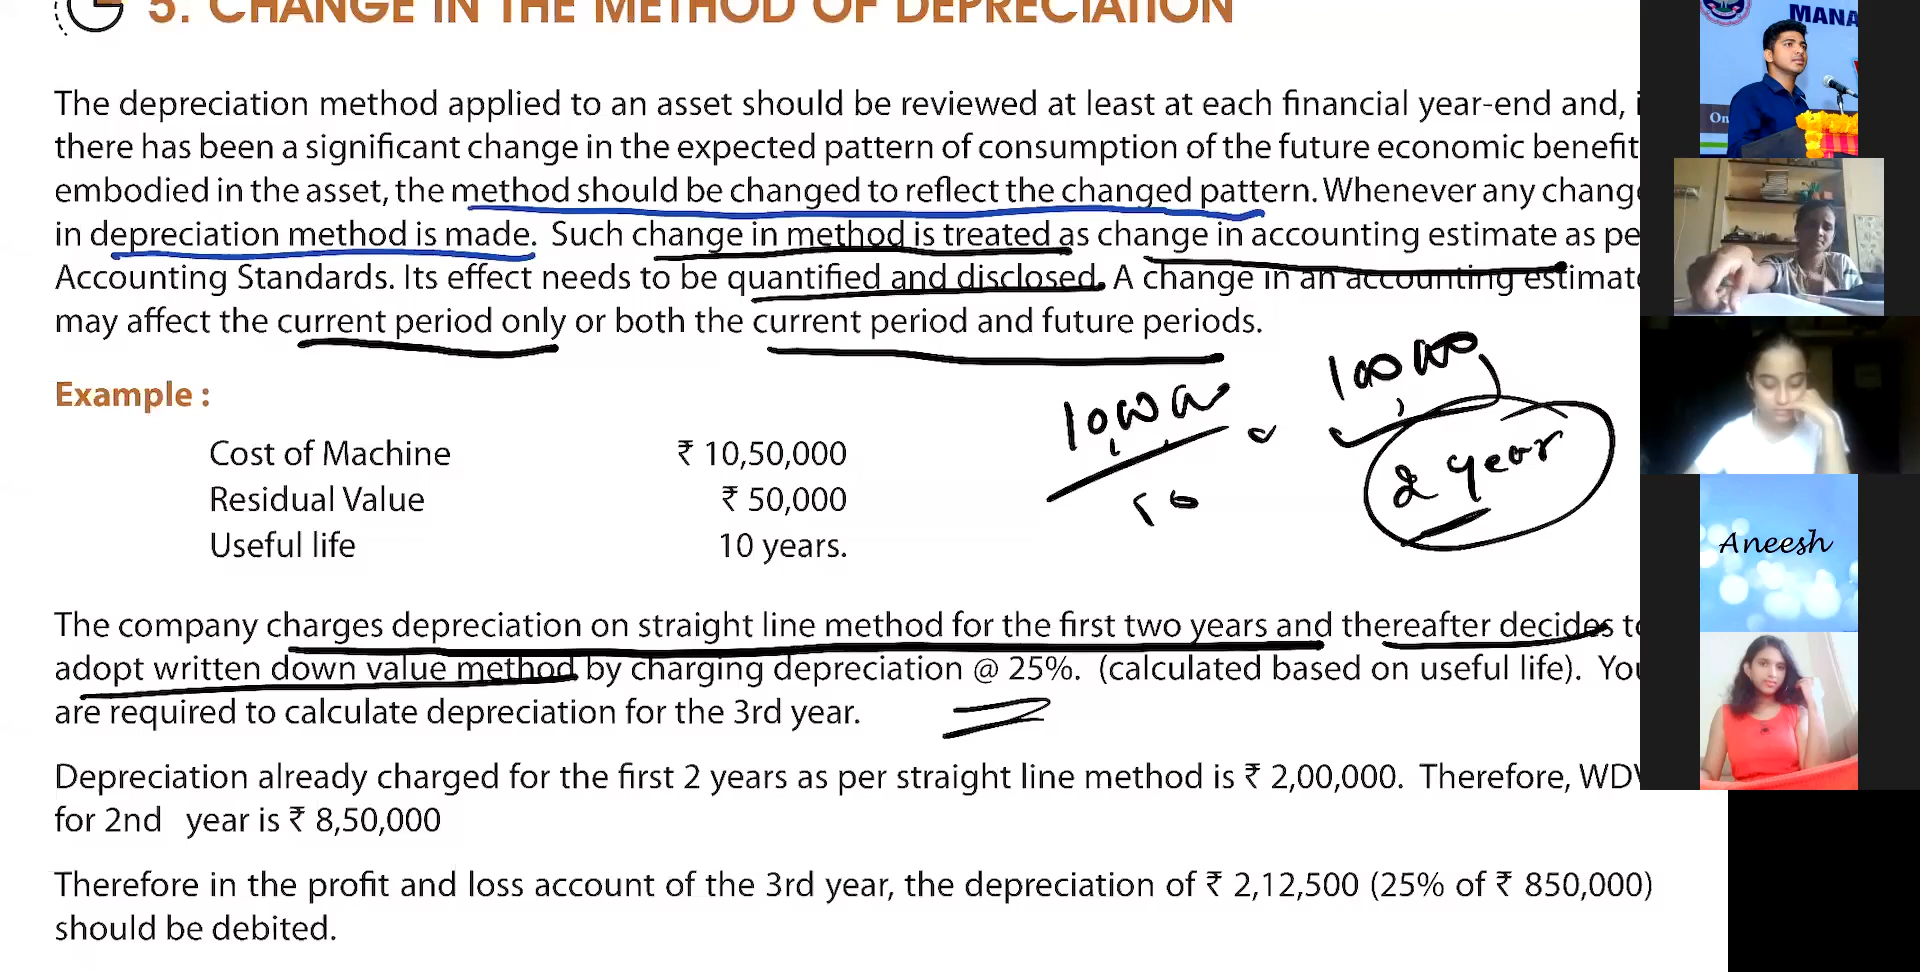 5. CHANGE IN THE METHOD OF DEPRECIATION
MANA
On
The depreciation method applied to an asset should be reviewed at least at each financial year-end and, i
there has been a significant change in the expected pattern of consumption of the future economic benefit
embodied in the asset, the method should be changed to reflect the changed pattern. Whenever any change
in depreciation method is made. Such change in method is treated as change in accounting estimate as pe
Accounting Standards. Its effect needs to be quantified and disclosed. A change in an accounting estimate
may affect the current period only or both the current period and future periods.
Example :
Cost of Machine ₹ 10,50,000
Residual Value ₹ 50,000
Useful life 10 years.
2 year
Aneesh
The company charges depreciation on straight line method for the first two years and thereafter decides to
adopt written down value method by charging depreciation @ 25%. (calculated based on useful life). You
are required to calculate depreciation for the 3rd year.
Depreciation already charged for the first 2 years as per straight line method is ₹ 2,00,000. Therefore, WDV
for 2nd year is ₹ 8,50,000
Therefore in the profit and loss account of the 3rd year, the depreciation of ₹ 2,12,500 (25% of ₹ 850,000)
should be debited.